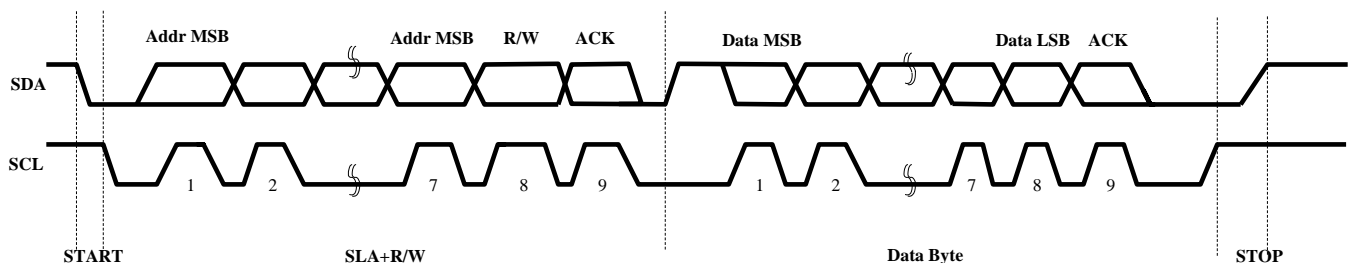 Addr MSB Addr MSB R/W ACK Data MSB Data LSB ACK
SDA
SCL
1 2 7 8 9 1 2 7 8 9
START SLA+R/W Data Byte STOP